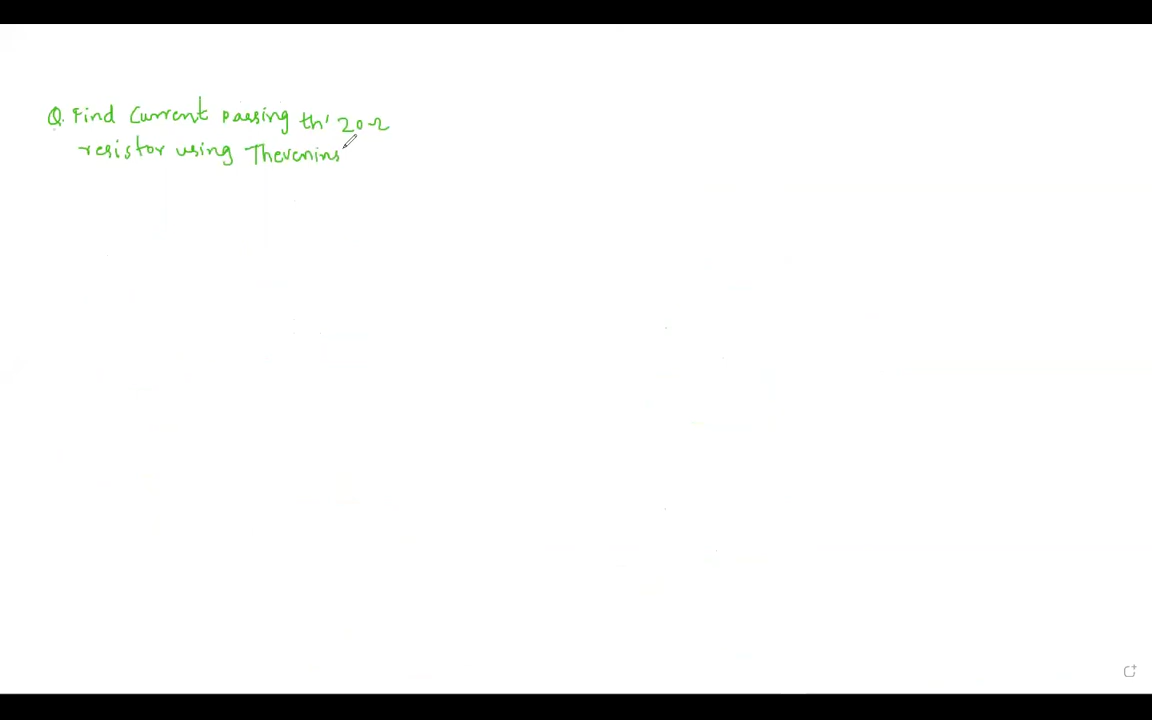 Q. Find Current passing th' 20Ω
resistor using Thevenins